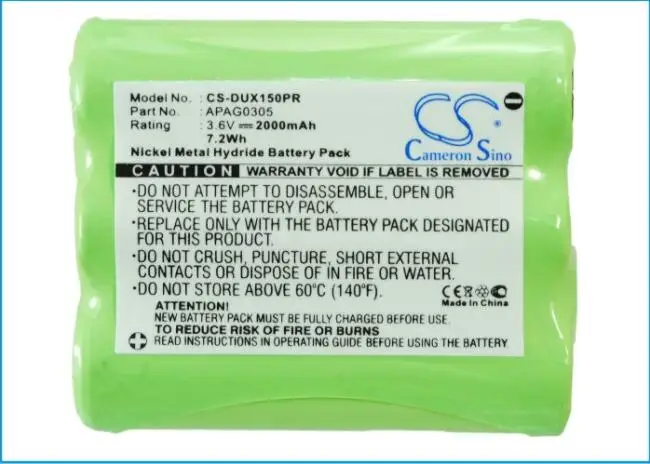 Model No. : CS-DUX150PR
Part No. : APAG0305
Rating : 3.6V ⎓ 2000mAh
7.2Wh
Nickel Metal Hydride Battery Pack
CS
Cameron Sino
CAUTION WARRANTY VOID IF LABEL IS REMOVED
•DO NOT ATTEMPT TO DISASSEMBLE, OPEN OR
SERVICE THE BATTERY PACK.
•REPLACE ONLY WITH THE BATTERY PACK DESIGNATED
FOR THIS PARTICULAR PRODUCT.
•DO NOT CRUSH, PUNCTURE, SHORT EXTERNAL
CONTACTS OR DISPOSE OF IN FIRE OR WATER.
•DO NOT STORE ABOVE 60℃ (140℉).
CE
Made In China
ATTENTION!
NEW BATTERY PACK MUST BE FULLY CHARGED BEFORE USE.
TO REDUCE RISK OF FIRE OR BURNS
READ INSTRUCTIONS IN OPERATING GUIDE BEFORE USING BATTERY.